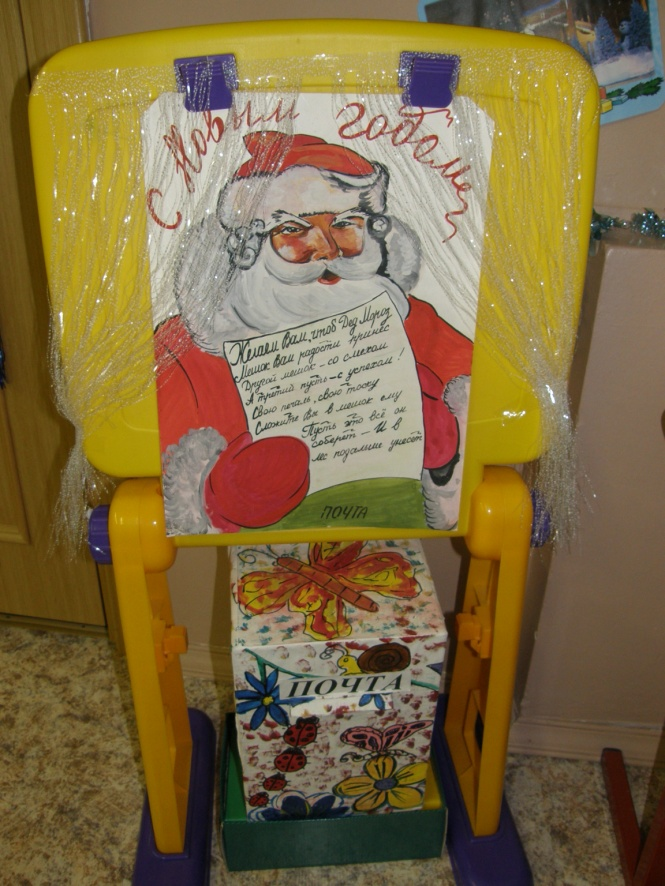 С Новым годом
Желаем Вам, чтоб Дед Мороз
Мешок Вам радости принёс
Другой мешок - со смехом
А третий пусть - с успехом!
Свою печаль, свою тоску
Сложите Вы в мешок ему
Пусть это всё он
соберёт - И в
лес подальше унесёт
ПОЧТА
ПОЧТА